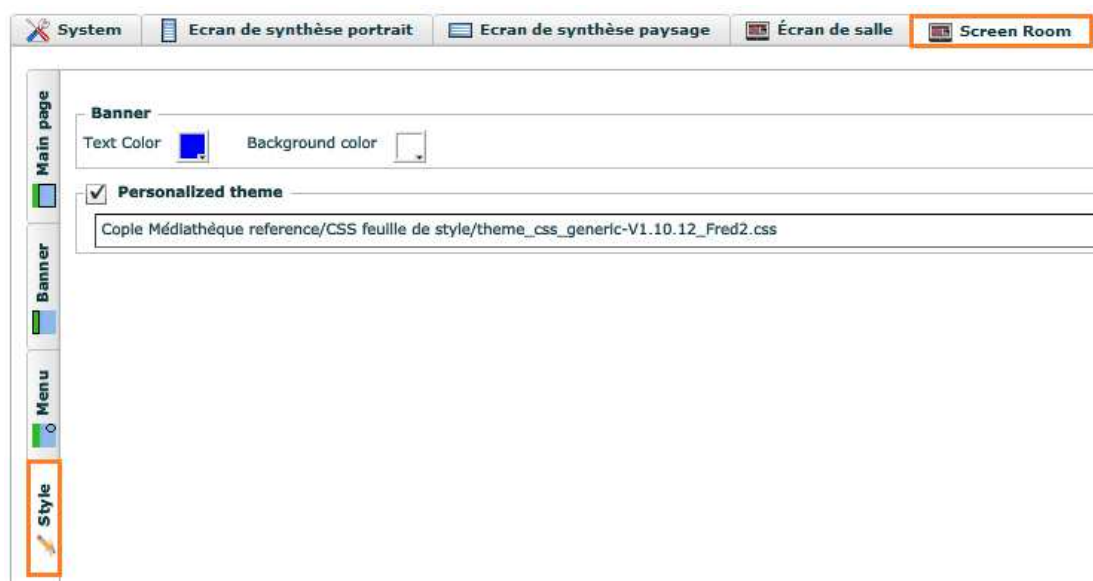 System Ecran de synthèse portrait Ecran de synthèse paysage Écran de salle Screen Room
Main page
Banner
Text Color Background color
Personalized theme
Copie Médiathèque reference/CSS feuille de style/theme_css_generic-V1.10.12_Fred2.css
Banner
Menu
Style